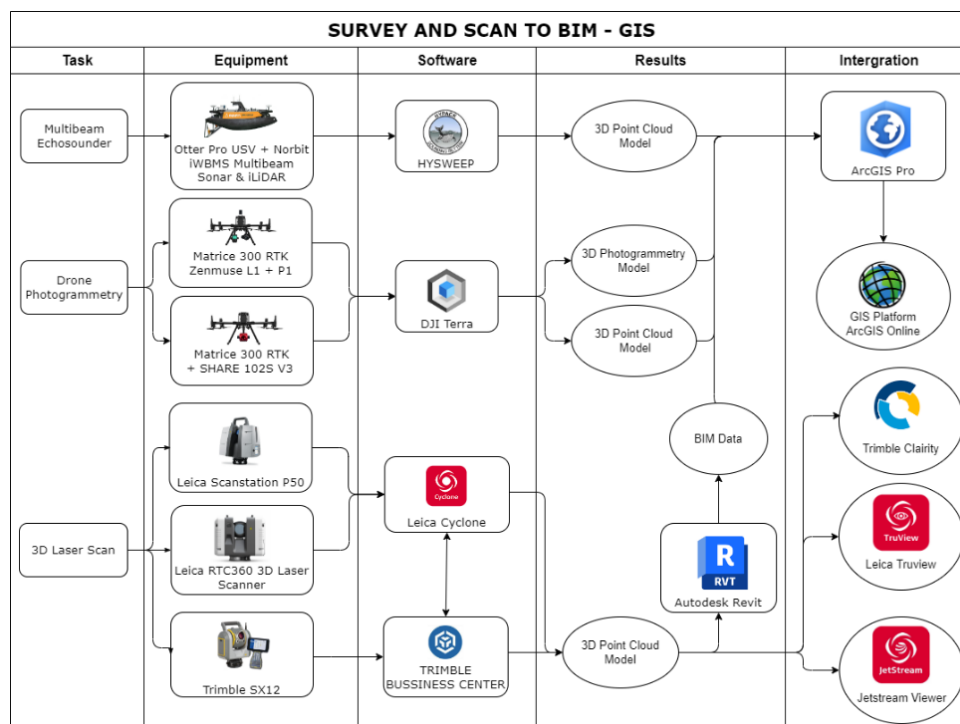 SURVEY AND SCAN TO BIM - GIS
Task
Equipment
Software
Results
Intergration
Multibeam
Echosounder
Otter Pro USV + Norbit
iWBMS Multibeam
Sonar & iLiDAR
HYSWEEP
3D Point Cloud
Model
ArcGIS Pro
Drone
Photogrammetry
Matrice 300 RTK
Zenmuse L1 + P1
Matrice 300 RTK
+ SHARE 102S V3
DJI Terra
3D Photogrammetry
Model
3D Point Cloud
Model
GIS Platform
ArcGIS Online
3D Laser Scan
Leica Scanstation P50
Leica RTC360 3D Laser
Scanner
Trimble SX12
Cyclone
Leica Cyclone
TRIMBLE
BUSSINESS CENTER
3D Point Cloud
Model
BIM Data
R
RVT
Autodesk Revit
Trimble Clairity
TruView
Leica Truview
JetStream
Jetstream Viewer